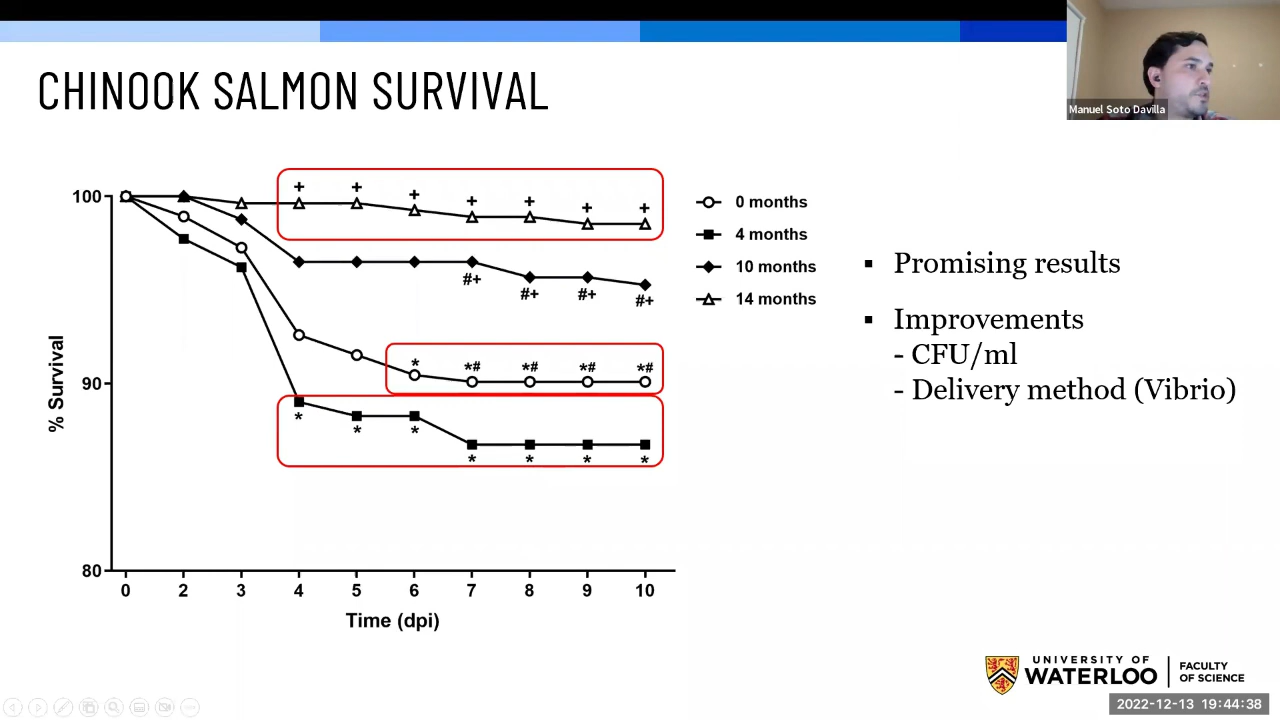 Manuel Soto Davilla
CHINOOK SALMON SURVIVAL
100
90
80
% Survival
+ + + + + + +
#+ #+ #+ #+
* *# *# *# *#
* * * * * * *
0 2 3 4 5 6 7 8 9 10
Time (dpi)
0 months
4 months
10 months
14 months
▪ Promising results
▪ Improvements
- CFU/ml
- Delivery method (Vibrio)
UNIVERSITY OF
WATERLOO
FACULTY
OF SCIENCE
2022-12-13 19:44:38